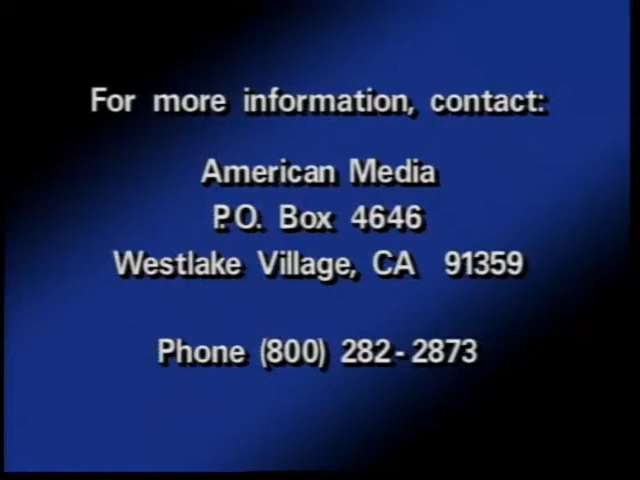 For more information, contact:
American Media
P.O. Box 4646
Westlake Village, CA 91359
Phone (800) 282-2873